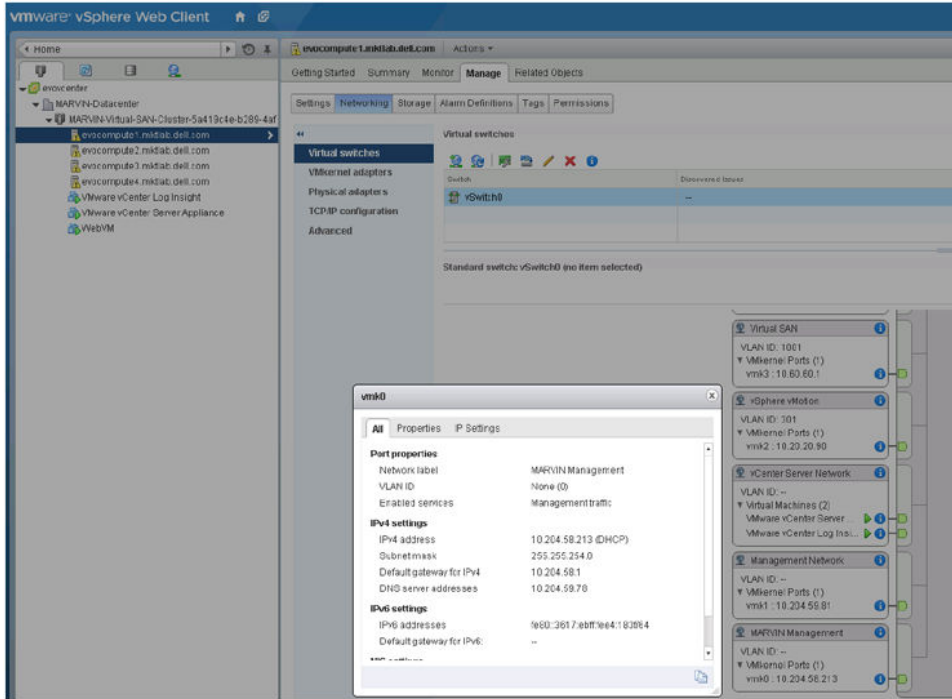 vmware vSphere Web Client
Home
evocompute1.mktlab.dell.com Actions
Getting Started Summary Monitor Manage Related Objects
evovcenter
MARVIN-Datacenter
MARVIN-Virtual-SAN-Cluster-5a419c4e-b289-4af
evocompute1.mktlab.dell.com
evocompute2.mktlab.dell.com
evocompute3.mktlab.dell.com
evocompute4.mktlab.dell.com
VMware vCenter Log Insight
VMware vCenter Server Appliance
WebVM
Settings Networking Storage Alarm Definitions Tags Permissions
Virtual switches
VMkernel adapters
Physical adapters
TCP/IP configuration
Advanced
Virtual switches
Switch Discovered Issues
vSwitch0 --
Standard switch: vSwitch0 (no item selected)
Virtual SAN
VLAN ID: 1001
VMkernel Ports (1)
vmk3 : 10.60.60.1
vSphere vMotion
VLAN ID: 301
VMkernel Ports (1)
vmk2 : 10.20.20.90
vCenter Server Network
VLAN ID: --
Virtual Machines (2)
VMware vCenter Server ...
VMware vCenter Log Insi...
Management Network
VLAN ID: --
VMkernel Ports (1)
vmk1 : 10.204.59.81
MARVIN Management
VLAN ID: --
VMkernel Ports (1)
vmk0 : 10.204.58.213
vmk0
All Properties IP Settings
Port properties
Network label MARVIN Management
VLAN ID None (0)
Enabled services Management traffic
IPv4 settings
IPv4 address 10.204.58.213 (DHCP)
Subnet mask 255.255.254.0
Default gateway for IPv4 10.204.58.1
DNS server addresses 10.204.59.78
IPv6 settings
IPv6 addresses fe80::3617:ebff:fee4:183f/64
Default gateway for IPv6: --
NIC settings